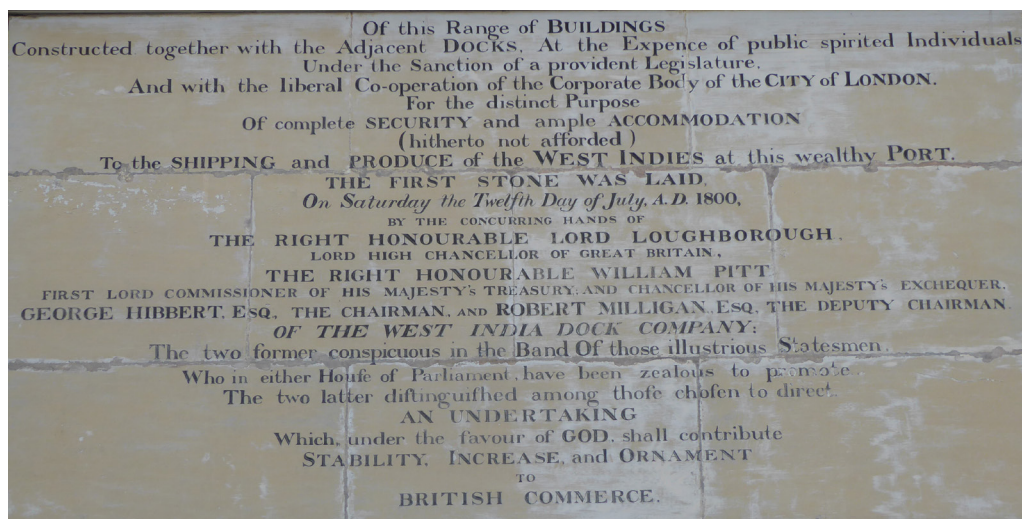 Of this Range of BUILDINGS
Constructed together with the Adjacent DOCKS, At the Expence of public spirited Individuals
Under the Sanction of a provident Legislature,
And with the liberal Co-operation of the Corporate Body of the CITY of LONDON.
For the distinct Purpose
Of complete SECURITY and ample ACCOMMODATION
(hitherto not afforded)
To the SHIPPING and PRODUCE of the WEST INDIES at this wealthy PORT.
THE FIRST STONE WAS LAID,
On Saturday the Twelfth Day of July, A.D. 1800,
BY THE CONCURRING HANDS OF
THE RIGHT HONOURABLE LORD LOUGHBOROUGH,
LORD HIGH CHANCELLOR OF GREAT BRITAIN,
THE RIGHT HONOURABLE WILLIAM PITT
FIRST LORD COMMISSIONER OF HIS MAJESTY'S TREASURY; AND CHANCELLOR OF HIS MAJESTY'S EXCHEQUER,
GEORGE HIBBERT, ESQ., THE CHAIRMAN, AND ROBERT MILLIGAN, ESQ. THE DEPUTY CHAIRMAN,
OF THE WEST INDIA DOCK COMPANY:
The two former conspicuous in the Band Of those illustrious Statesmen,
Who in either Houſe of Parliament, have been zealous to promote,
The two latter diſtinguiſhed among thoſe choſen to direct,
AN UNDERTAKING
Which, under the favour of GOD, shall contribute
STABILITY, INCREASE, and ORNAMENT
TO
BRITISH COMMERCE.